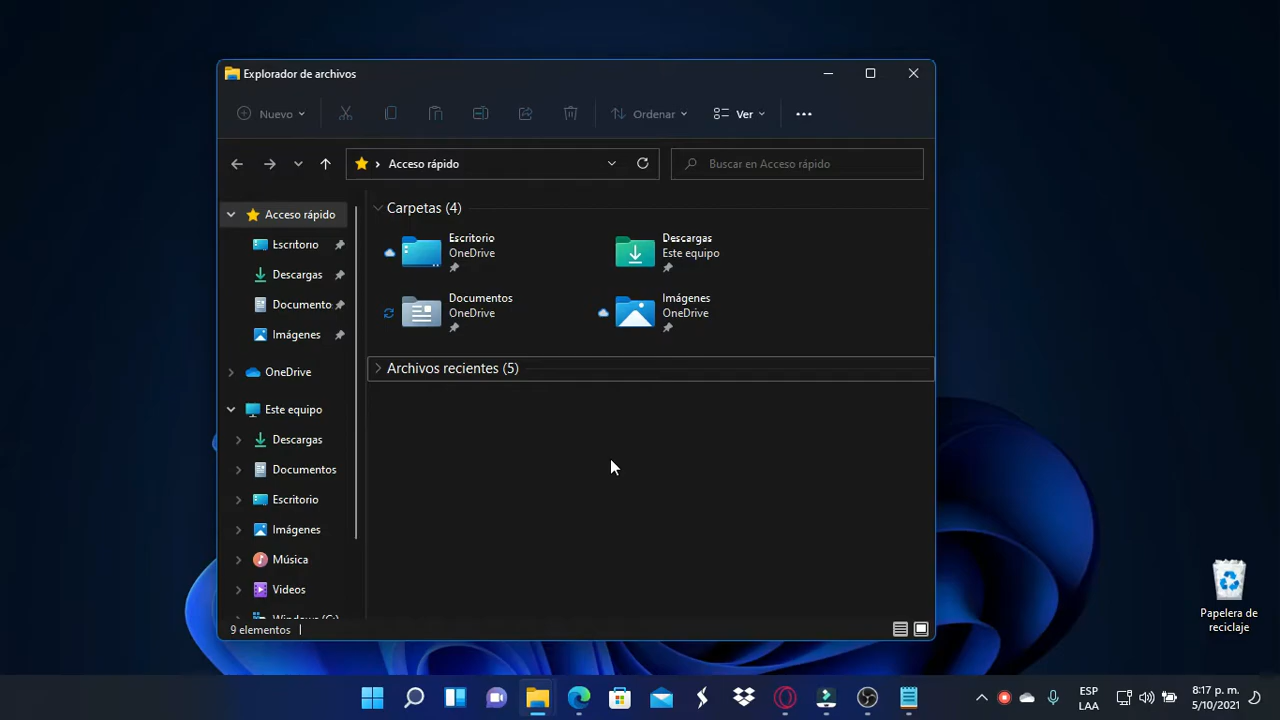 Explorador de archivos
Nuevo
Ordenar
Ver
Acceso rápido
Buscar en Acceso rápido
Acceso rápido
Escritorio
Descargas
Documento
Imágenes
OneDrive
Este equipo
Descargas
Documentos
Escritorio
Imágenes
Música
Videos
Windows (C:)
Carpetas (4)
Escritorio
OneDrive
Descargas
Este equipo
Documentos
OneDrive
Imágenes
OneDrive
Archivos recientes (5)
9 elementos
Papelera de
reciclaje
ESP
LAA
8:17 p. m.
5/10/2021